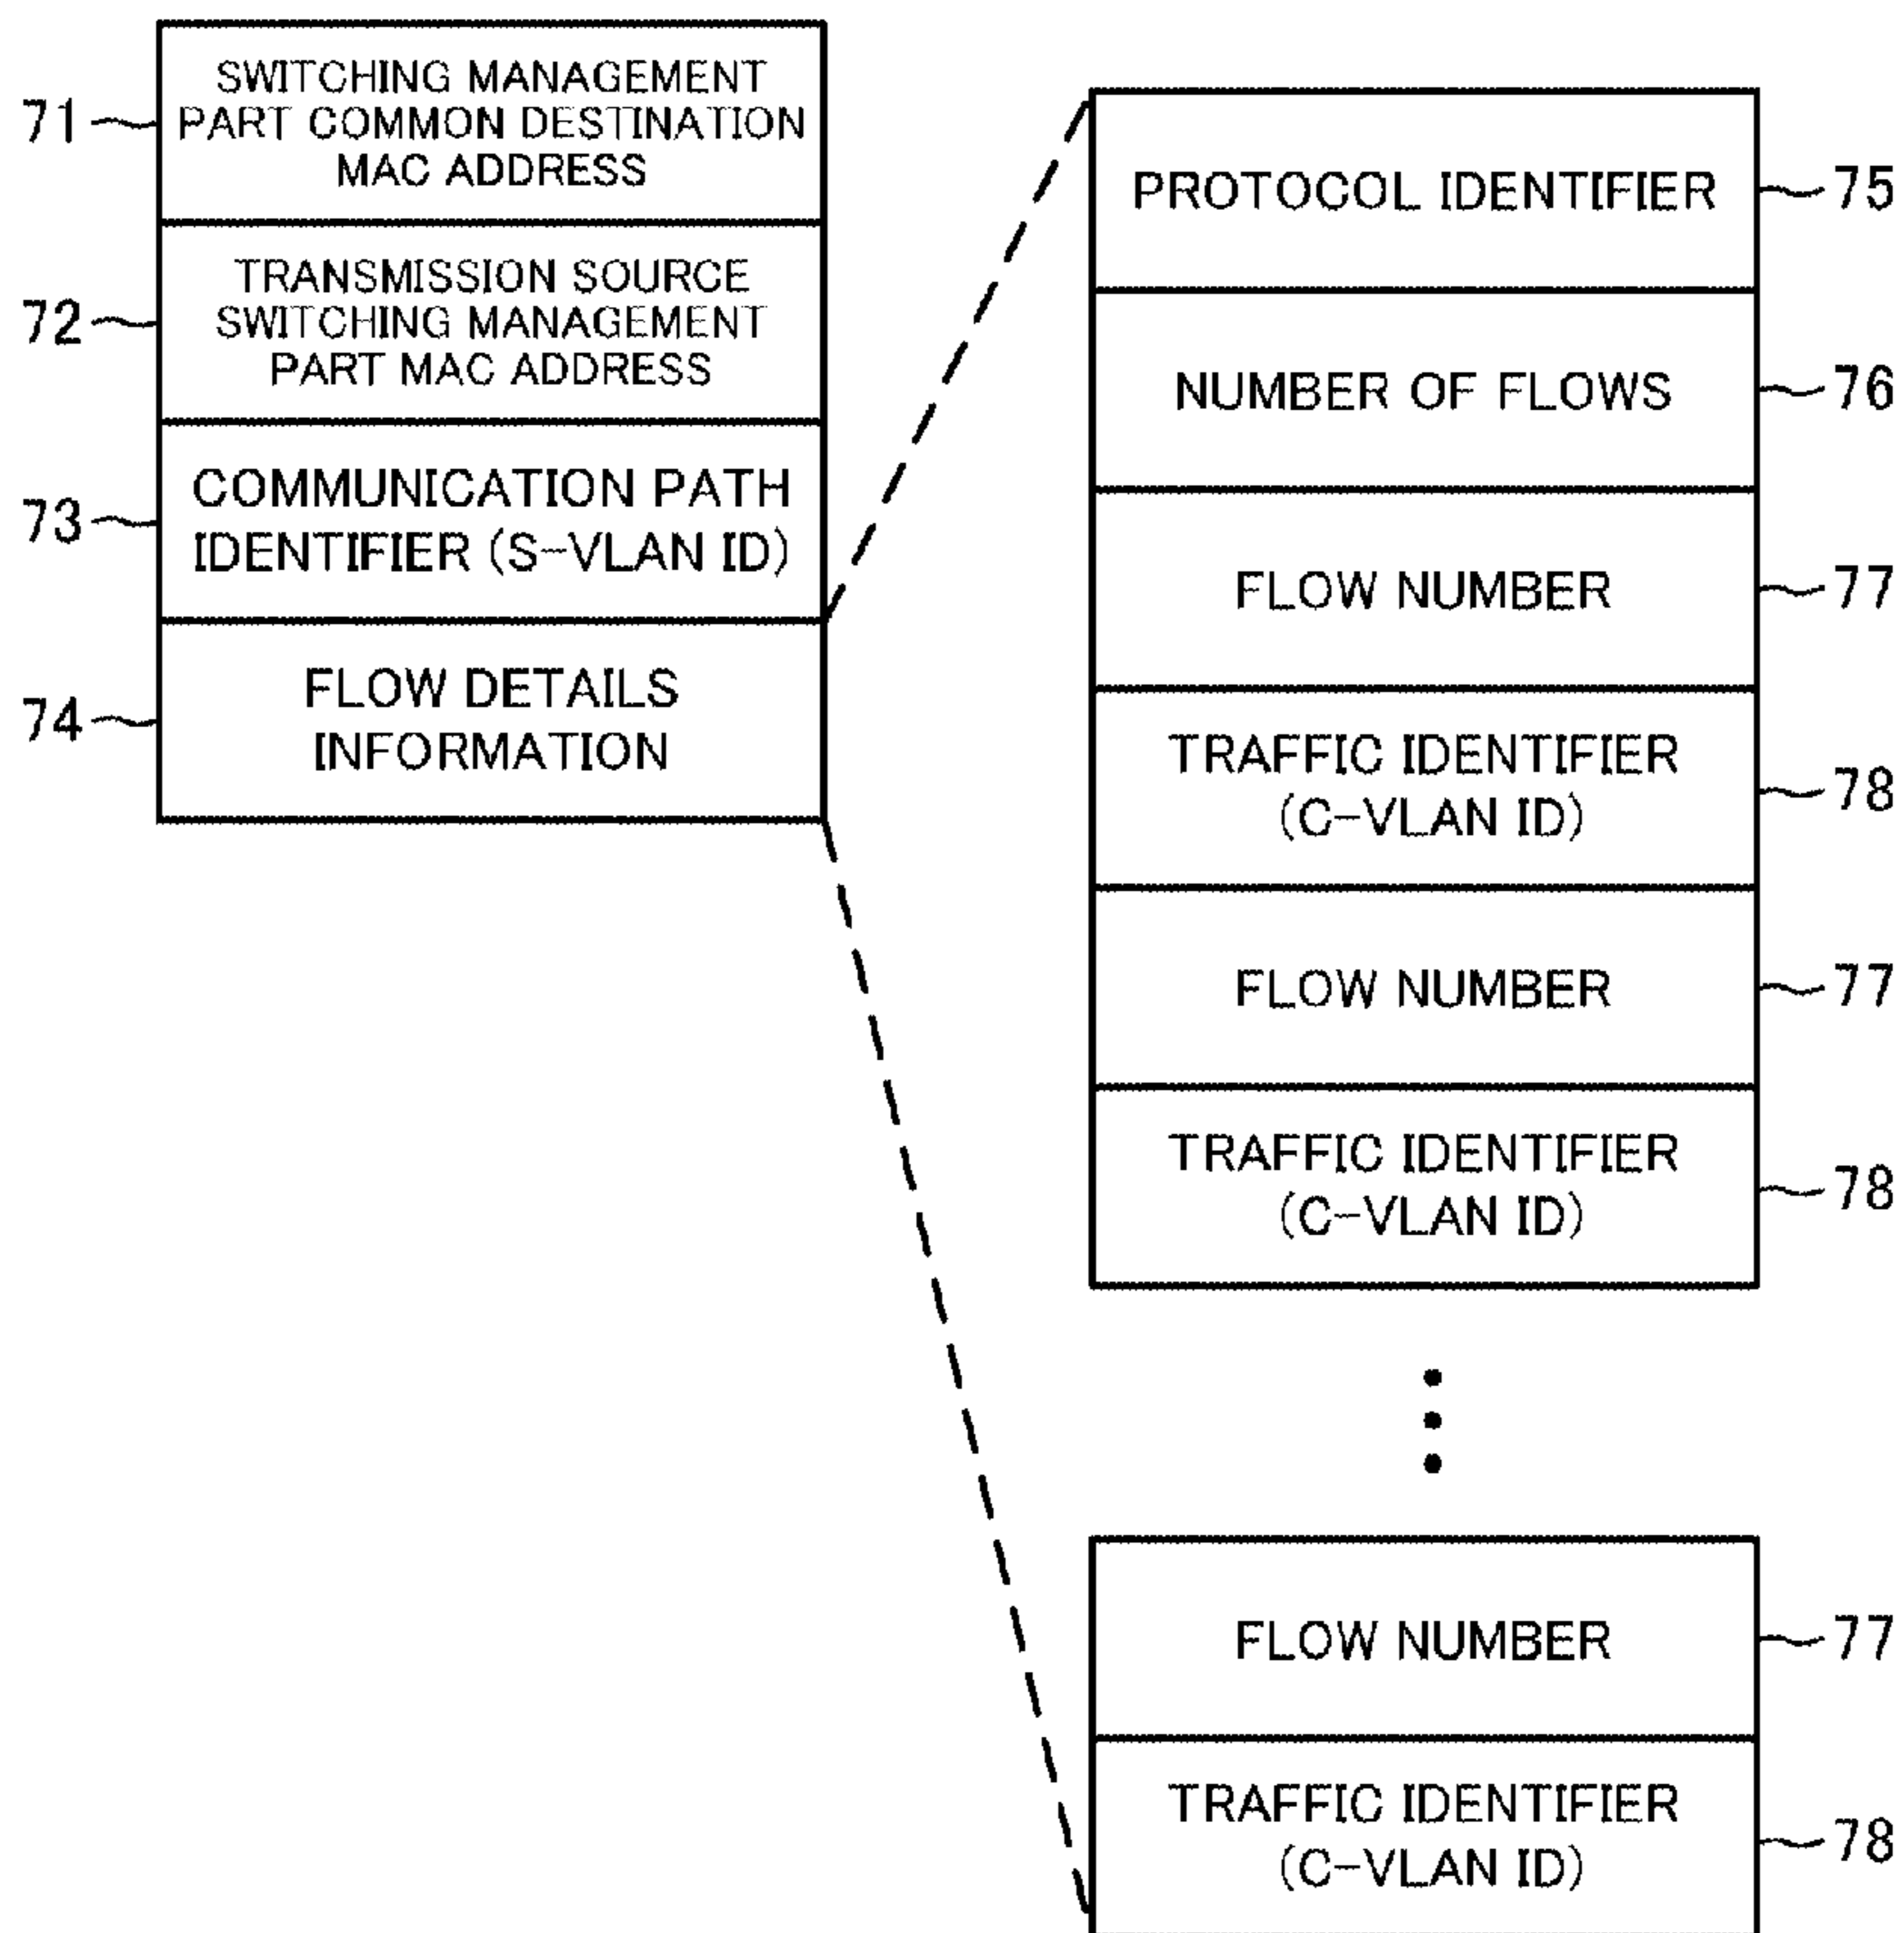 71
SWITCHING MANAGEMENT
PART COMMON DESTINATION
MAC ADDRESS
72
TRANSMISSION SOURCE
SWITCHING MANAGEMENT
PART MAC ADDRESS
73
COMMUNICATION PATH
IDENTIFIER (S-VLAN ID)
74
FLOW DETAILS
INFORMATION
PROTOCOL IDENTIFIER
75
NUMBER OF FLOWS
76
FLOW NUMBER
77
TRAFFIC IDENTIFIER
(C-VLAN ID)
78
FLOW NUMBER
77
TRAFFIC IDENTIFIER
(C-VLAN ID)
78
FLOW NUMBER
77
TRAFFIC IDENTIFIER
(C-VLAN ID)
78